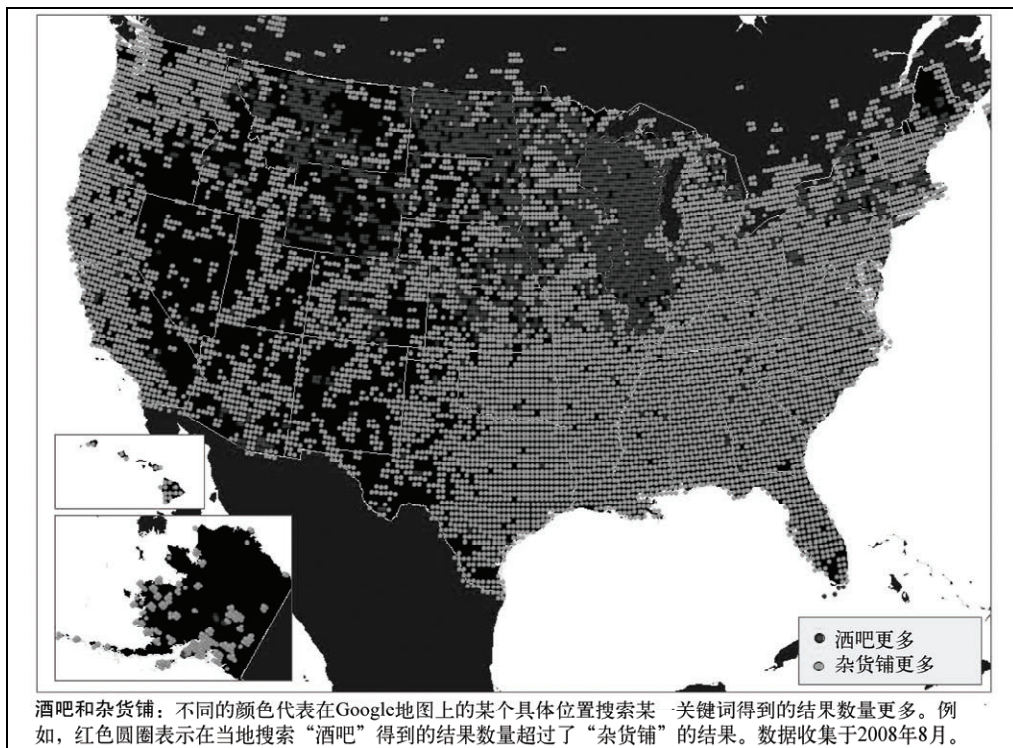 酒吧更多
杂货铺更多
酒吧和杂货铺：不同的颜色代表在Google地图上的某个具体位置搜索某一关键词得到的结果数量更多。例
如，红色圆圈表示在当地搜索“酒吧”得到的结果数量超过了“杂货铺”的结果。数据收集于2008年8月。